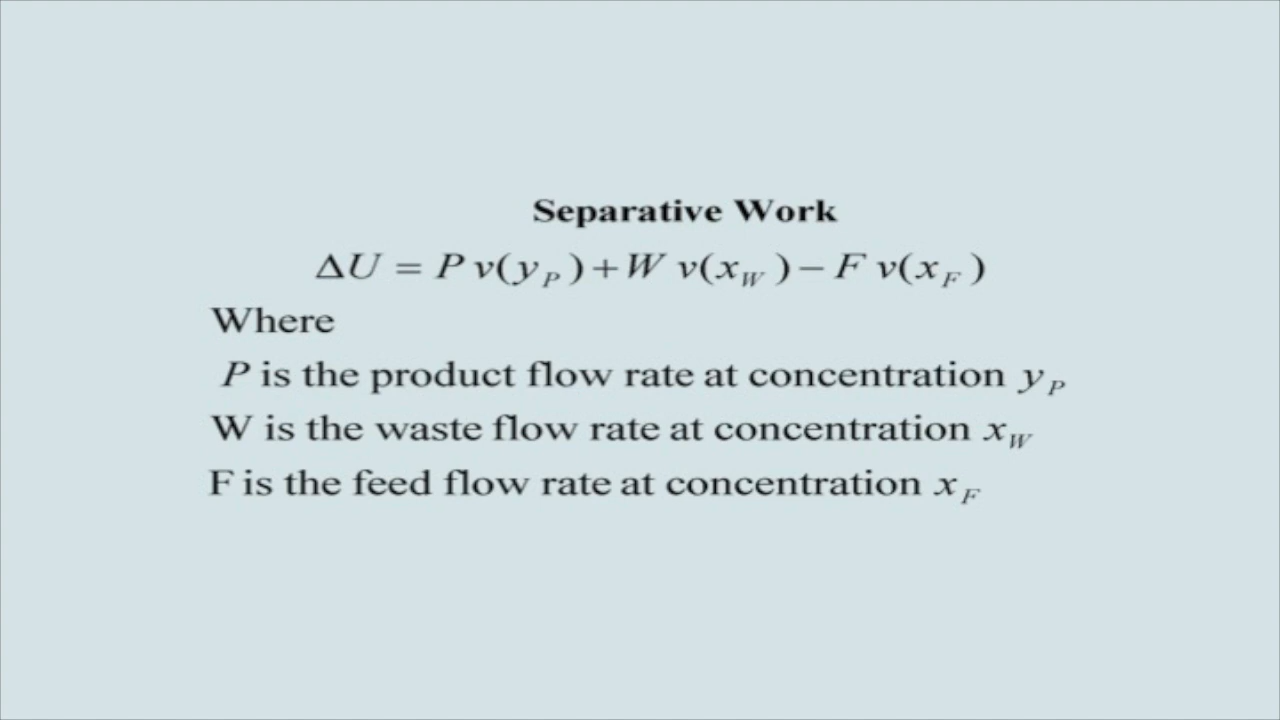 Separative Work
ΔU = P v(y_P) + W v(x_W) − F v(x_F)
Where
P is the product flow rate at concentration y_P
W is the waste flow rate at concentration x_W
F is the feed flow rate at concentration x_F